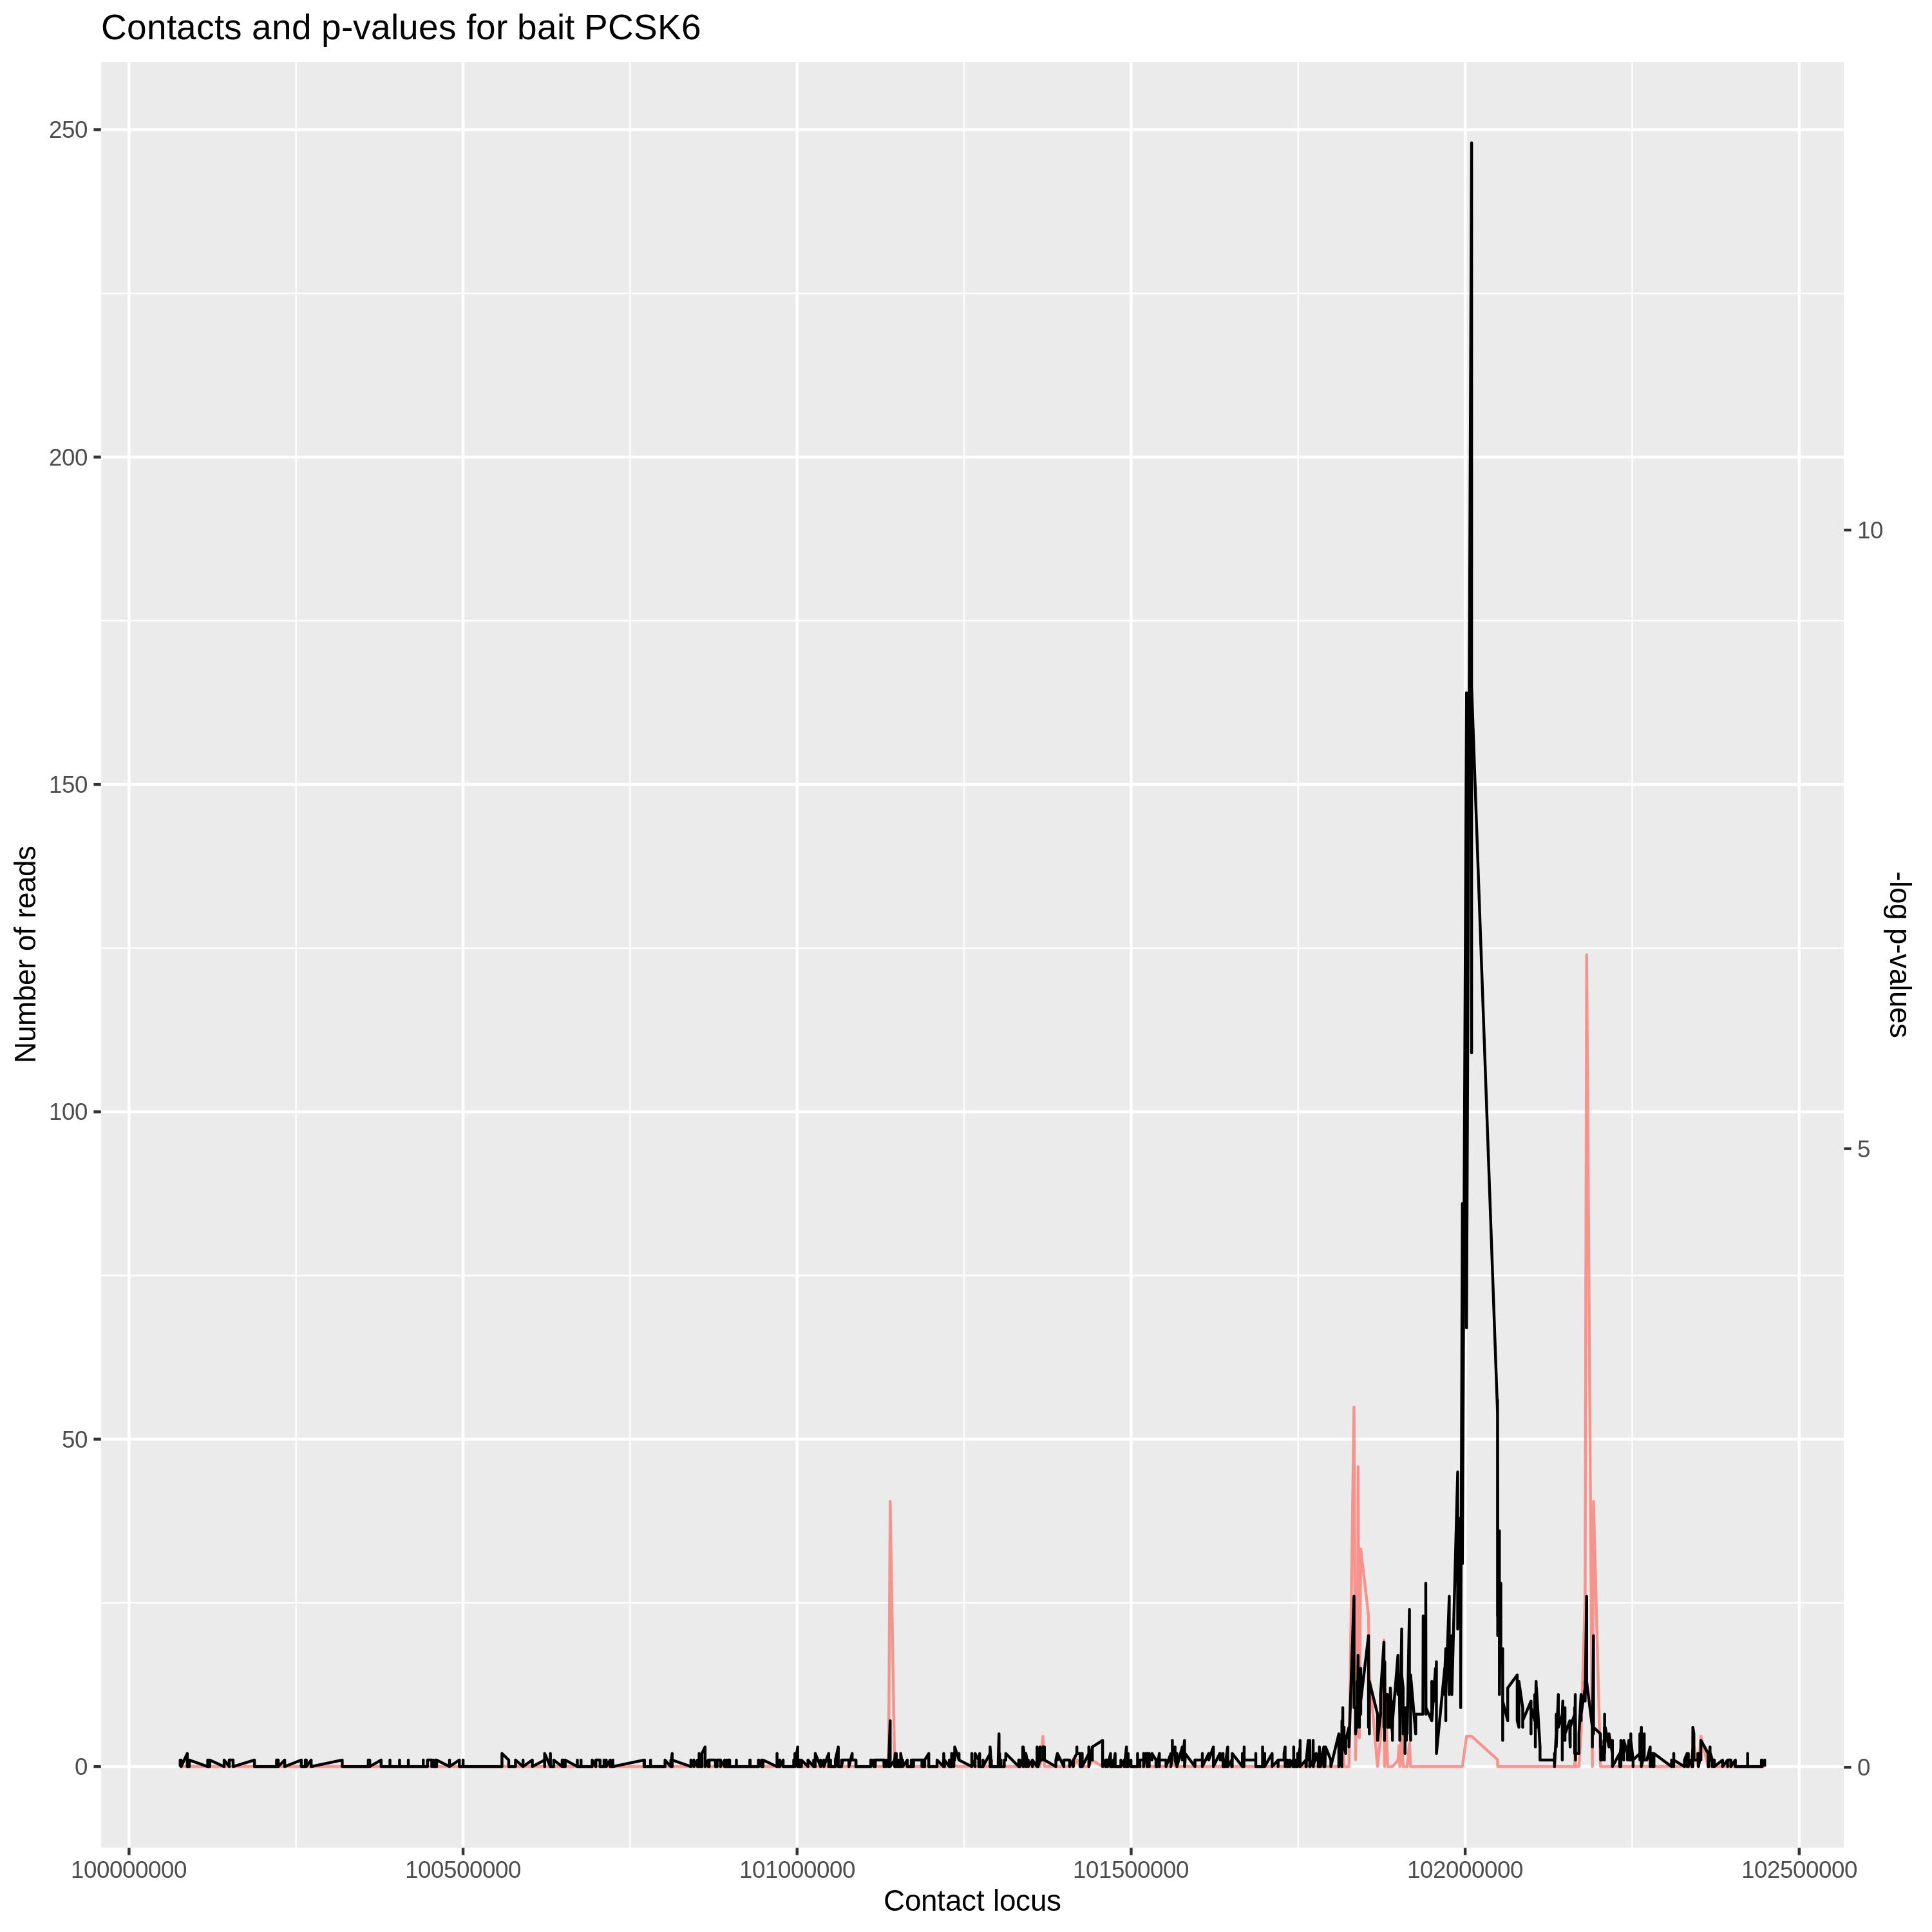 Contacts and p-values for bait PCSK6
250
200
150
100
50
0
Number of reads
10
5
0
-log p-values
100000000 100500000 101000000 101500000 102000000 102500000
Contact locus